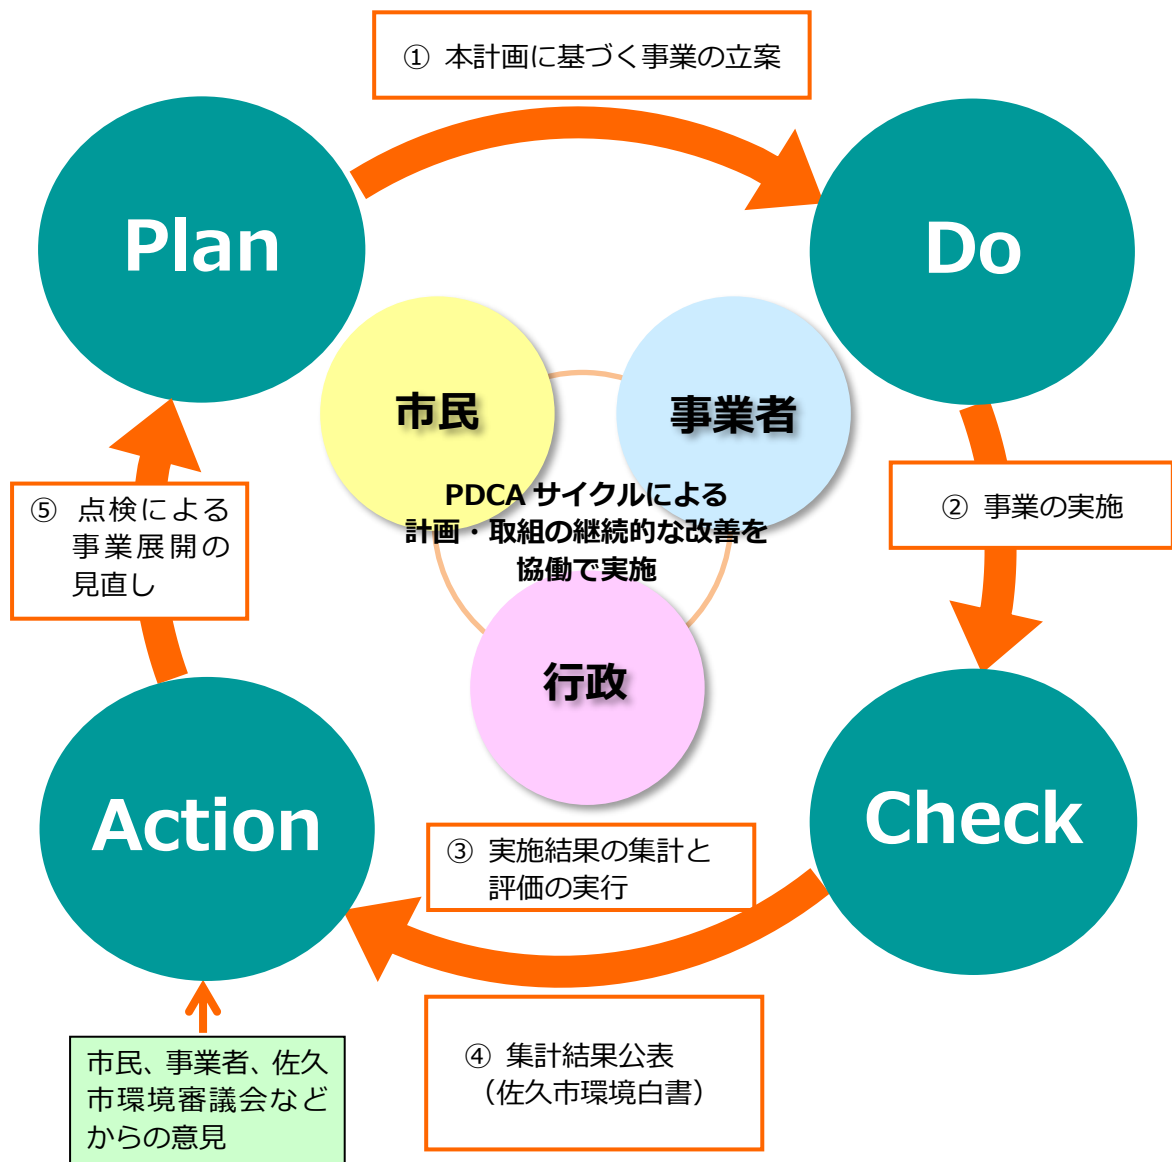 ① 本計画に基づく事業の立案
Plan
Do
市民
事業者
PDCA サイクルによる
計画・取組の継続的な改善を
協働で実施
行政
② 事業の実施
⑤ 点検による
事業展開の
見直し
Action
Check
③ 実施結果の集計と
評価の実行
④ 集計結果公表
（佐久市環境白書）
市民、事業者、佐久
市環境審議会など
からの意見